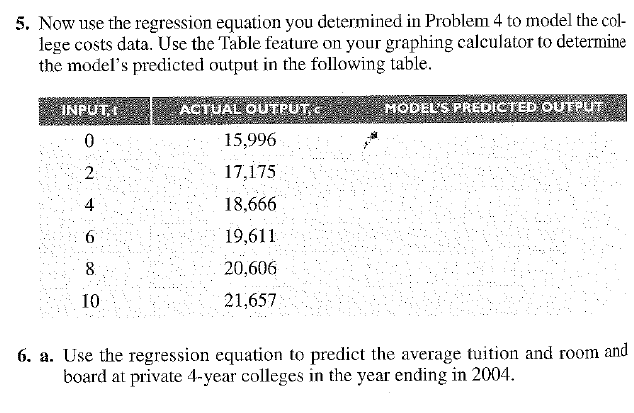 5. Now use the regression equation you determined in Problem 4 to model the col-
lege costs data. Use the Table feature on your graphing calculator to determine
the model's predicted output in the following table.
INPUT, t ACTUAL OUTPUT, c MODEL'S PREDICTED OUTPUT
0 15,996
2 17,175
4 18,666
6 19,611
8 20,606
10 21,657
6. a. Use the regression equation to predict the average tuition and room and
board at private 4-year colleges in the year ending in 2004.